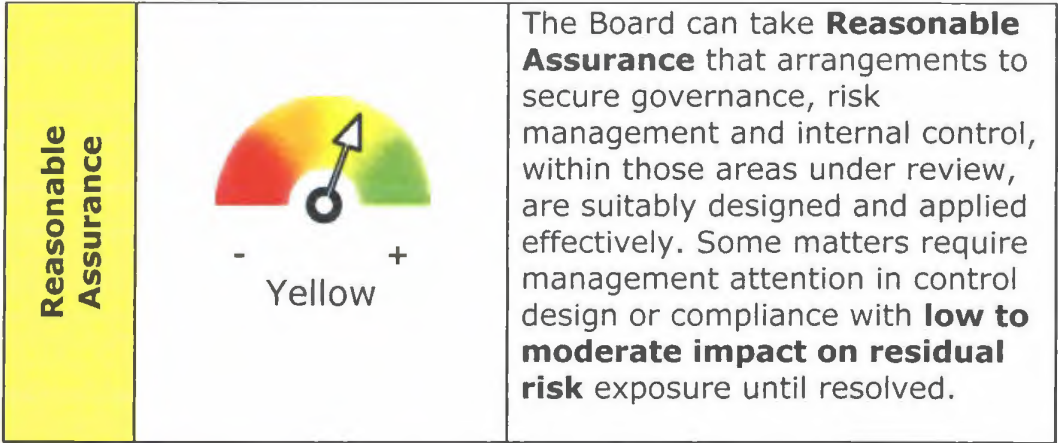 Reasonable
Assurance
- +
Yellow
The Board can take Reasonable
Assurance that arrangements to
secure governance, risk
management and internal control,
within those areas under review,
are suitably designed and applied
effectively. Some matters require
management attention in control
design or compliance with low to
moderate impact on residual
risk exposure until resolved.